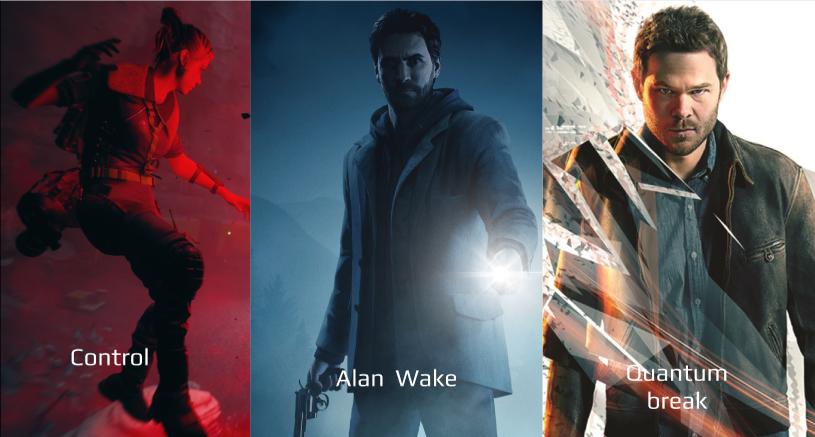 Control
Alan Wake
Quantum
break